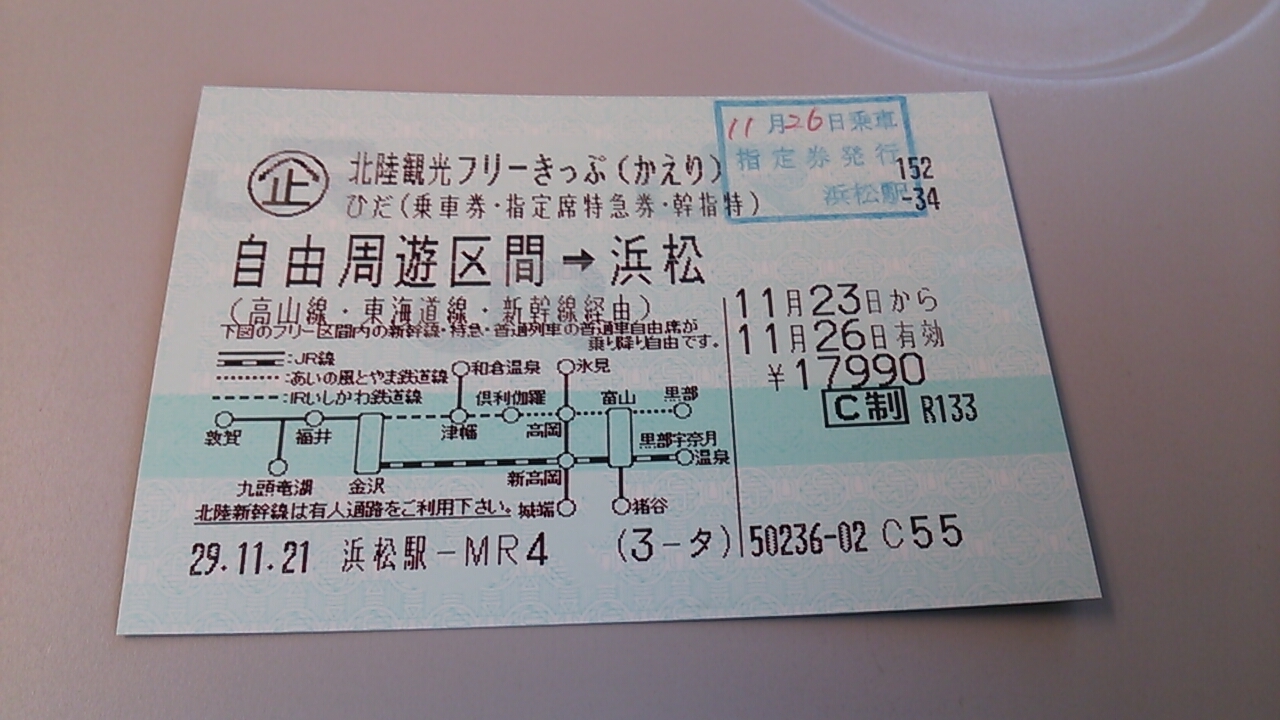 企 北陸観光フリーきっぷ(かえり)
ひだ(乗車券・指定席特急券・幹指特)
11月26日乗車
指定券発行
浜松駅
152
-34
自由周遊区間→浜松
(高山線・東海道線・新幹線経由)
下図のフリー区間内の新幹線・特急・普通列車の普通車自由席が
乗り降り自由です。
11月23日から
11月26日有効
¥17990
C制 R133
:JR線
:あいの風とやま鉄道線
:IRいしかわ鉄道線
和倉温泉 氷見
倶利伽羅 富山 黒部
敦賀 福井 津幡 高岡 黒部宇奈月
温泉
九頭竜湖 金沢 新高岡
北陸新幹線は有人通路をご利用下さい。 城端 猪谷
29.11.21 浜松駅-MR4 (3-タ) 50236-02 C55